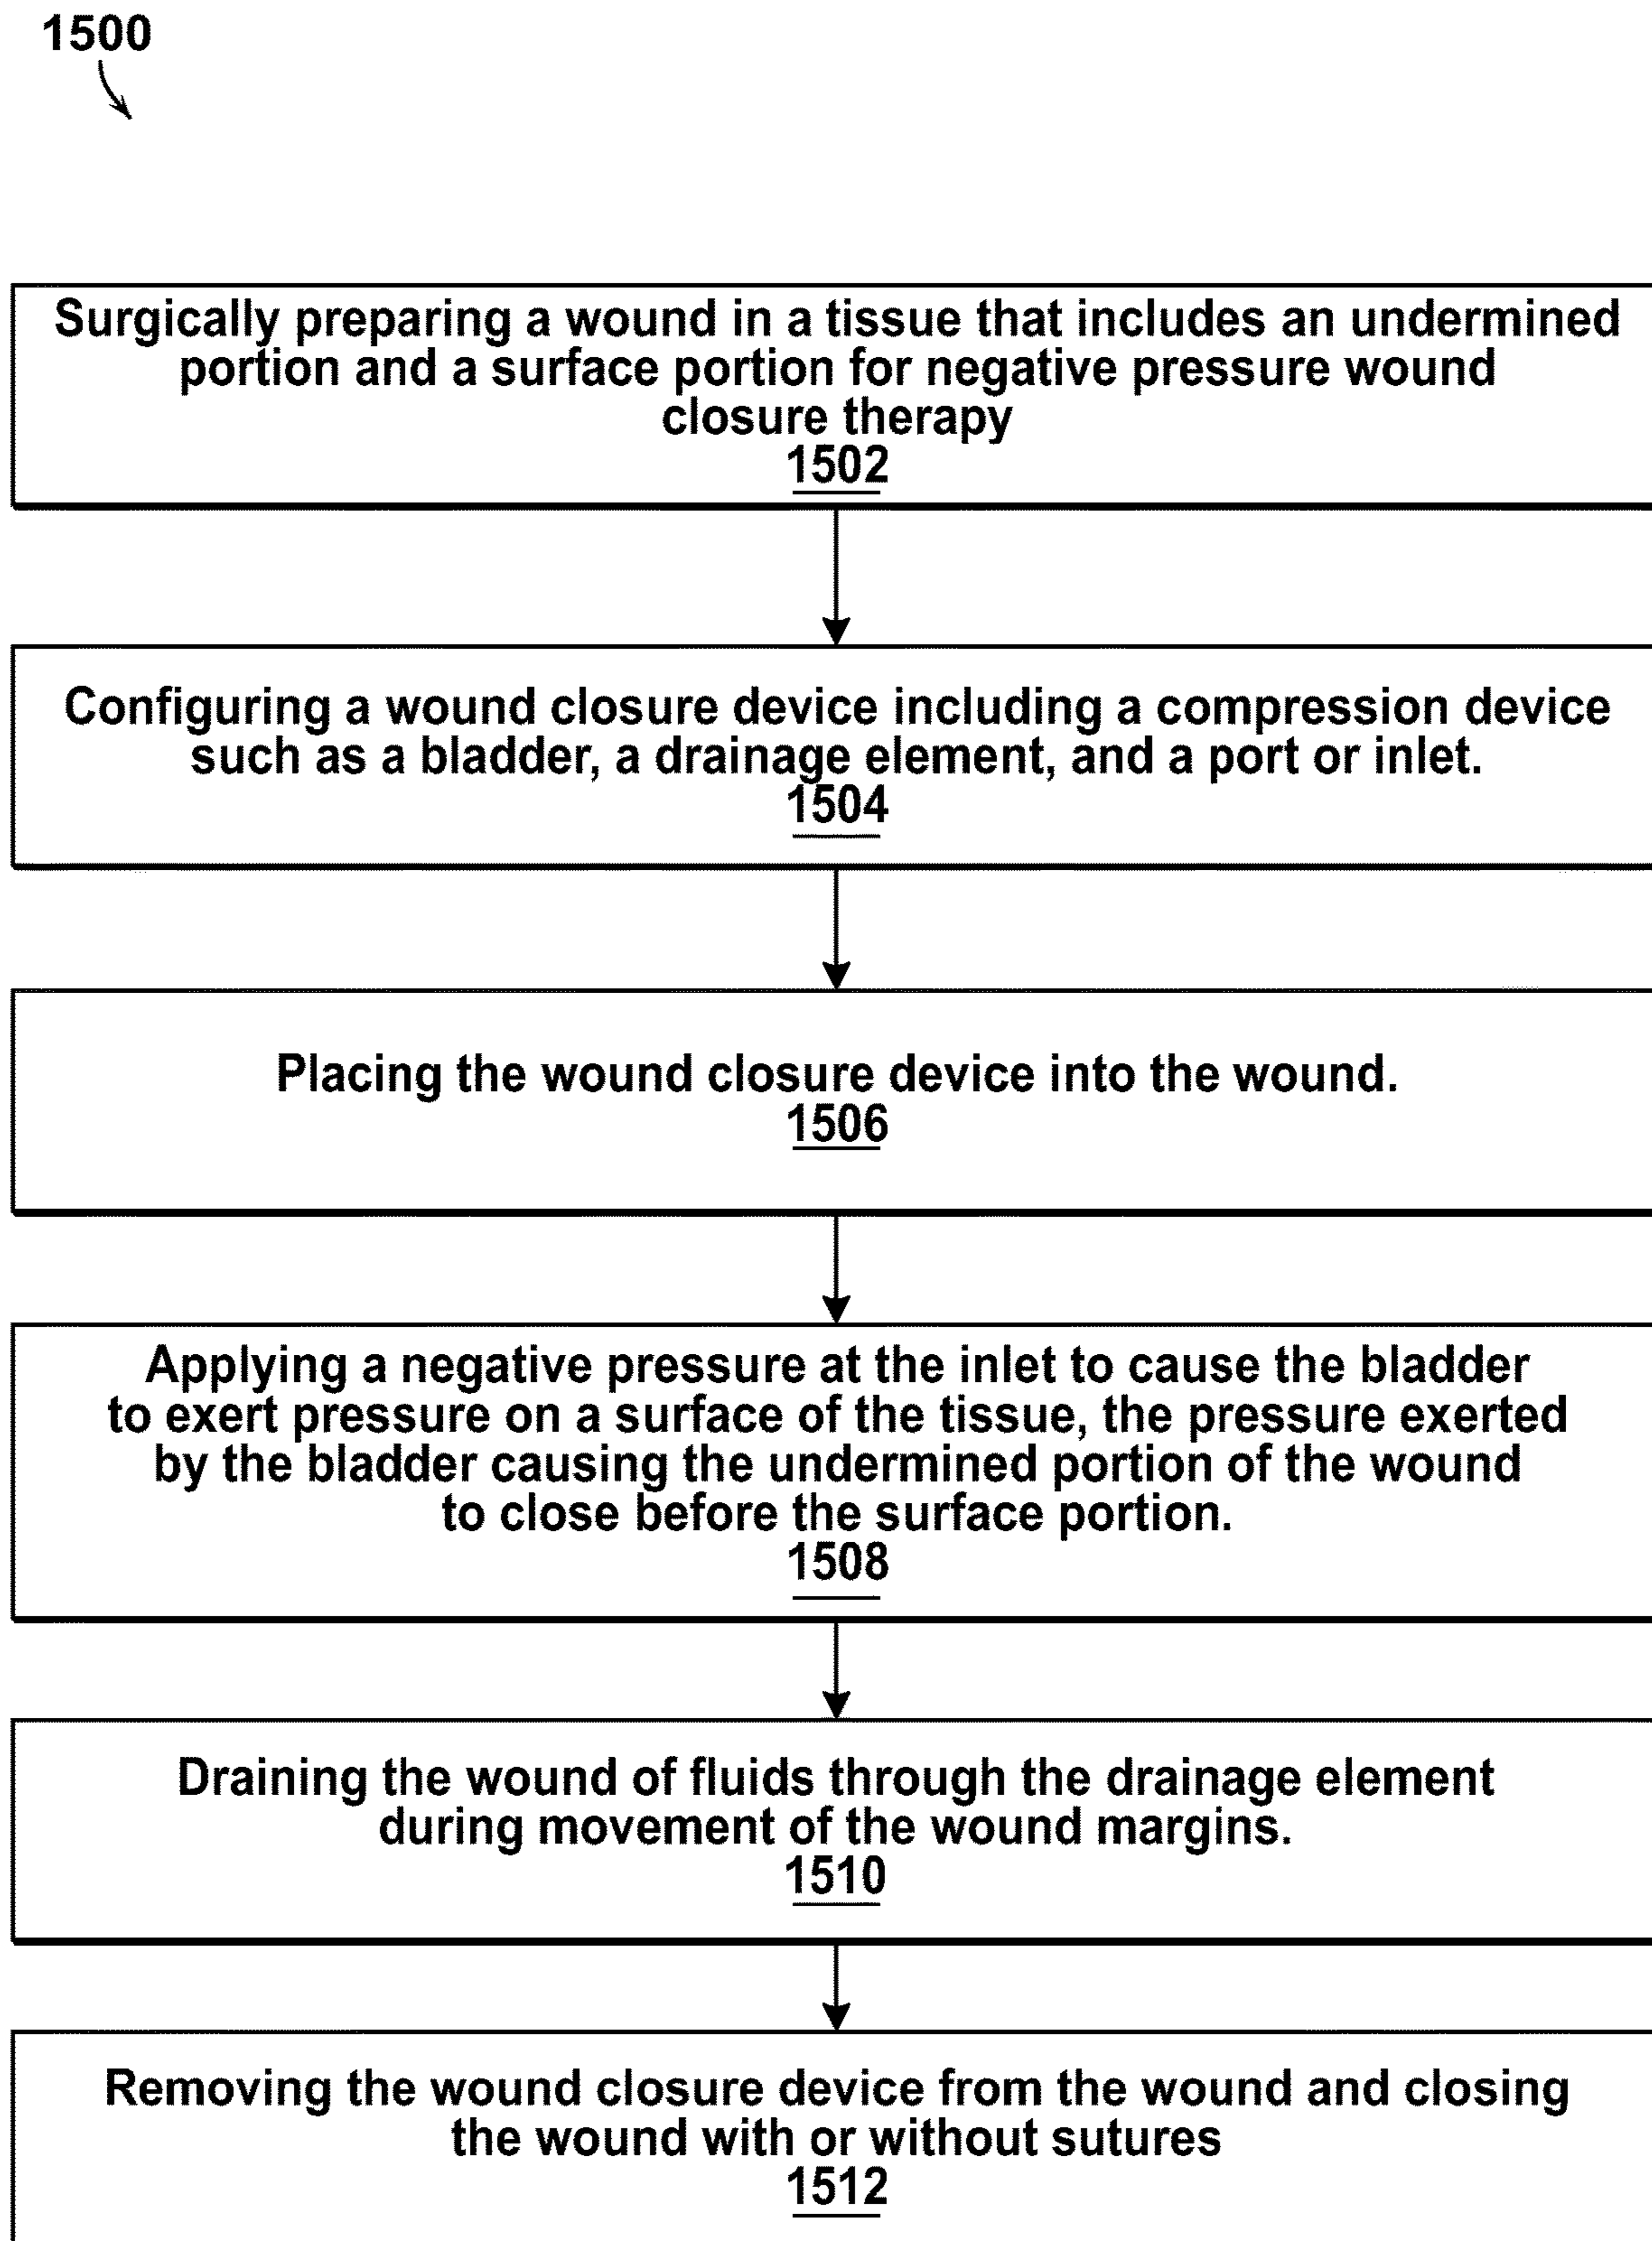 1500
Surgically preparing a wound in a tissue that includes an undermined
portion and a surface portion for negative pressure wound
closure therapy
1502
Configuring a wound closure device including a compression device
such as a bladder, a drainage element, and a port or inlet.
1504
Placing the wound closure device into the wound.
1506
Applying a negative pressure at the inlet to cause the bladder
to exert pressure on a surface of the tissue, the pressure exerted
by the bladder causing the undermined portion of the wound
to close before the surface portion.
1508
Draining the wound of fluids through the drainage element
during movement of the wound margins.
1510
Removing the wound closure device from the wound and closing
the wound with or without sutures
1512